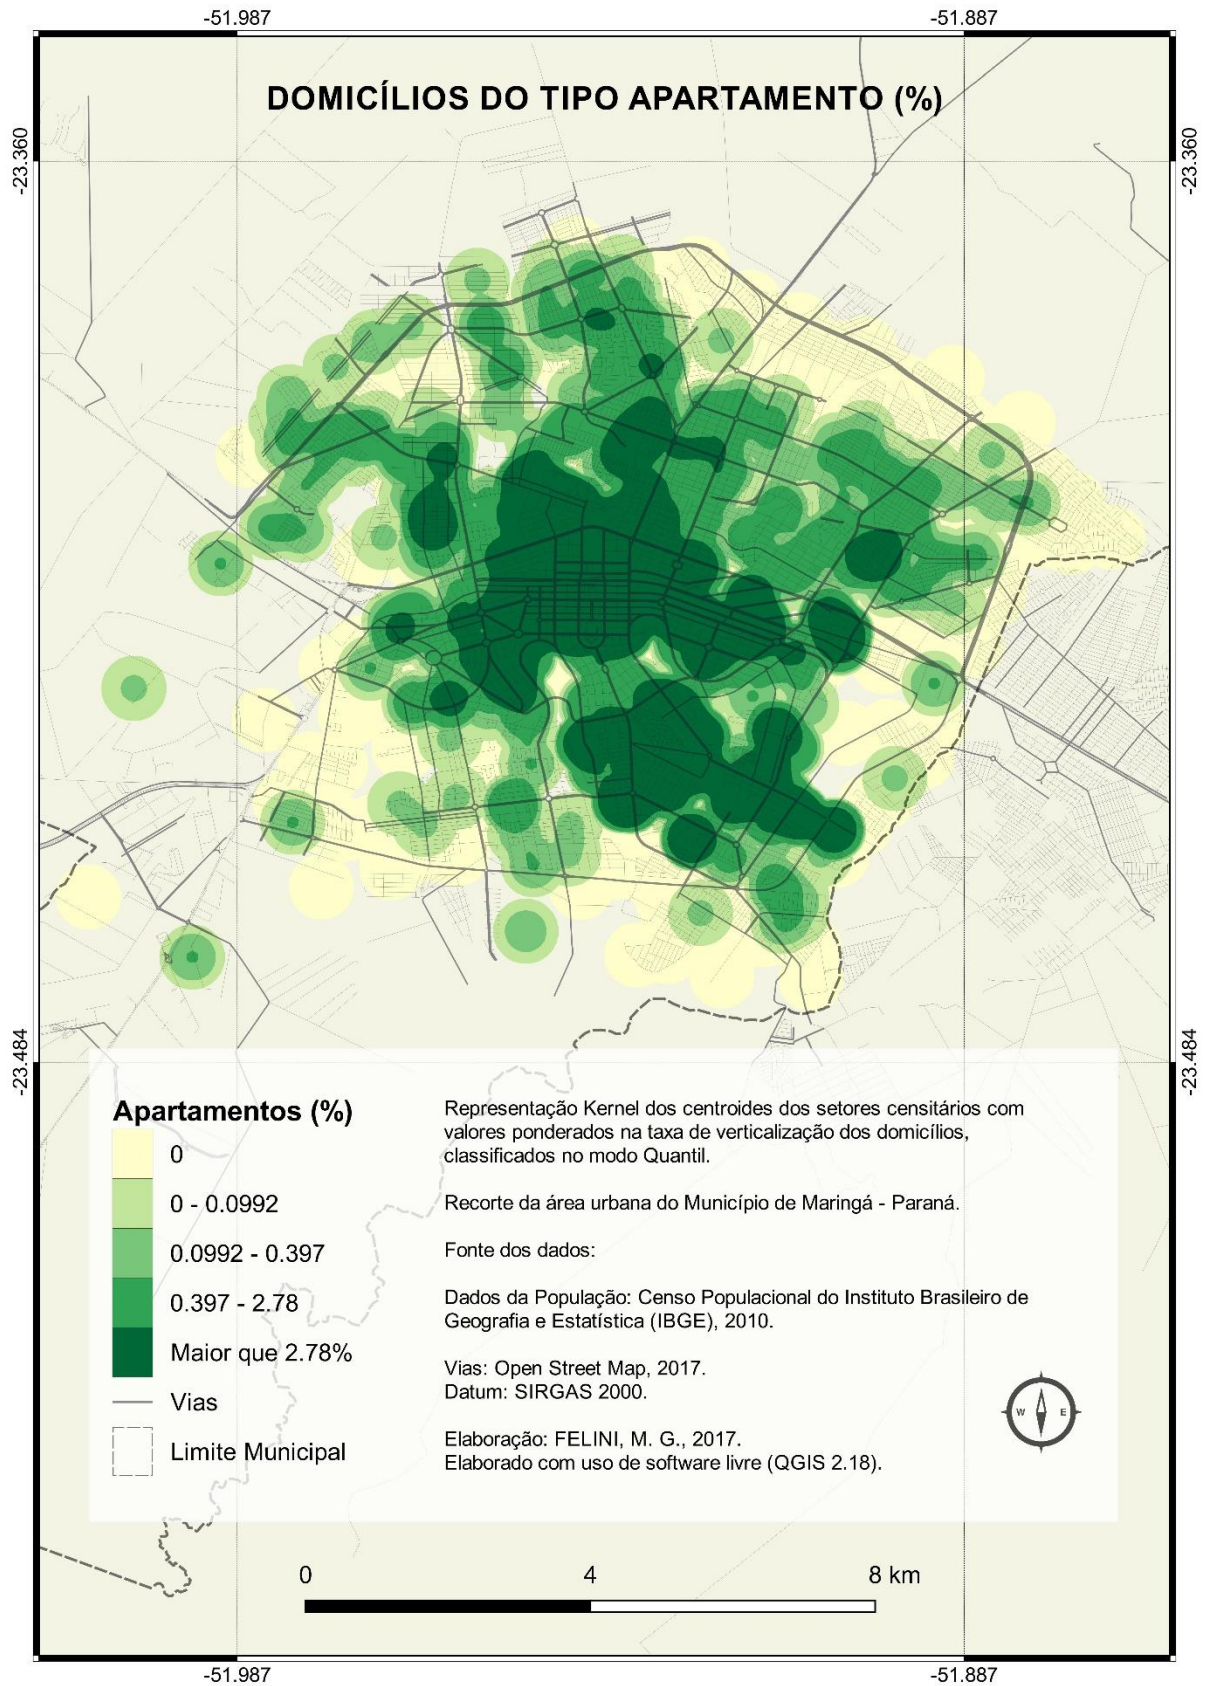 -51.987
-51.887
DOMICÍLIOS DO TIPO APARTAMENTO (%)
-23.360
-23.360
-23.484
-23.484
Apartamentos (%)
0
0 - 0.0992
0.0992 - 0.397
0.397 - 2.78
Maior que 2.78%
Vias
Limite Municipal
Representação Kernel dos centroides dos setores censitários com
valores ponderados na taxa de verticalização dos domicílios,
classificados no modo Quantil.
Recorte da área urbana do Município de Maringá - Paraná.
Fonte dos dados:
Dados da População: Censo Populacional do Instituto Brasileiro de
Geografia e Estatística (IBGE), 2010.
Vias: Open Street Map, 2017.
Datum: SIRGAS 2000.
Elaboração: FELINI, M. G., 2017.
Elaborado com uso de software livre (QGIS 2.18).
W E
0 4 8 km
-51.987
-51.887